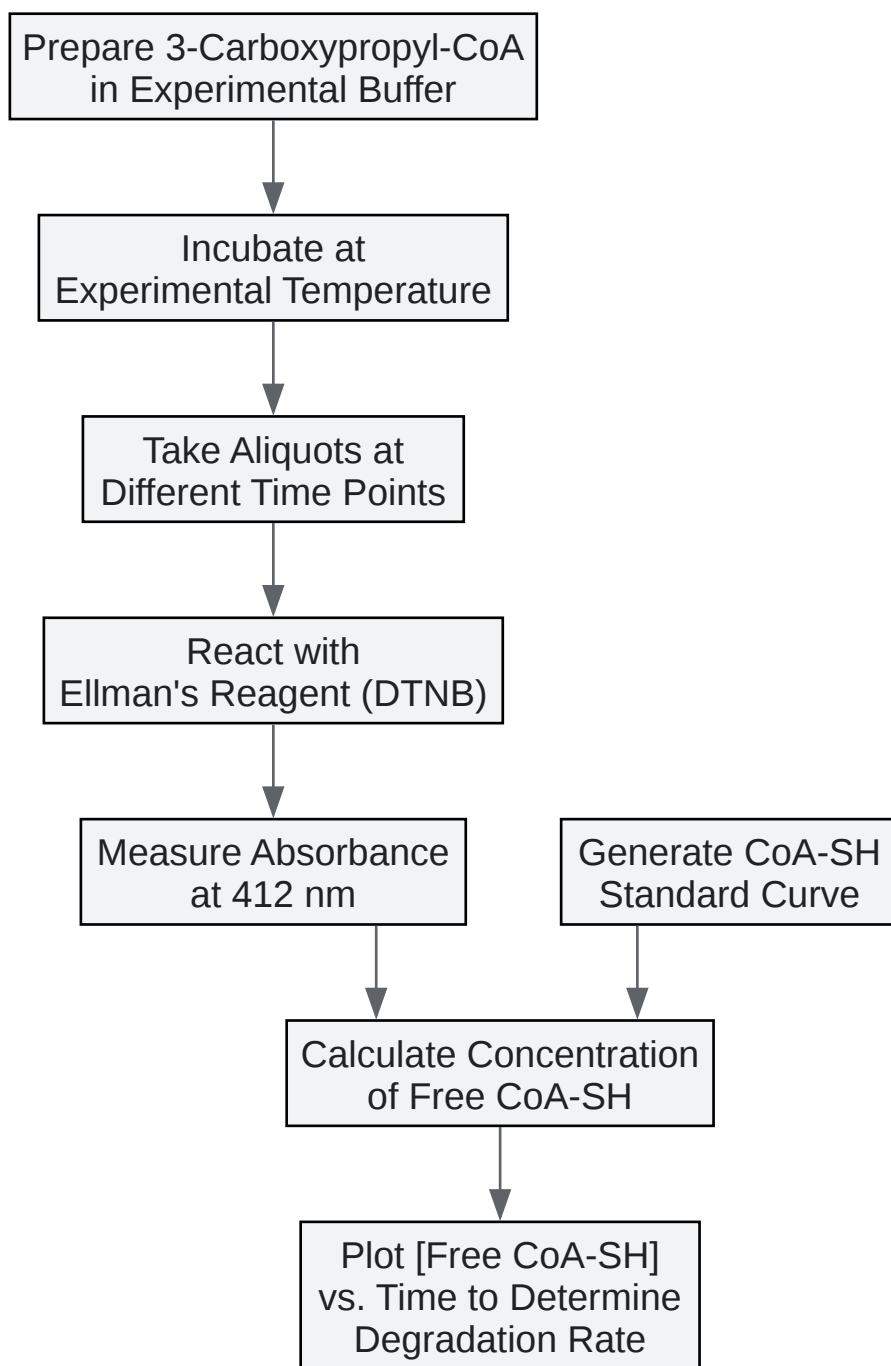 Prepare 3-Carboxypropyl-CoA
in Experimental Buffer
Incubate at
Experimental Temperature
Take Aliquots at
Different Time Points
React with
Ellman's Reagent (DTNB)
Measure Absorbance
at 412 nm
Generate CoA-SH
Standard Curve
Calculate Concentration
of Free CoA-SH
Plot [Free CoA-SH]
vs. Time to Determine
Degradation Rate